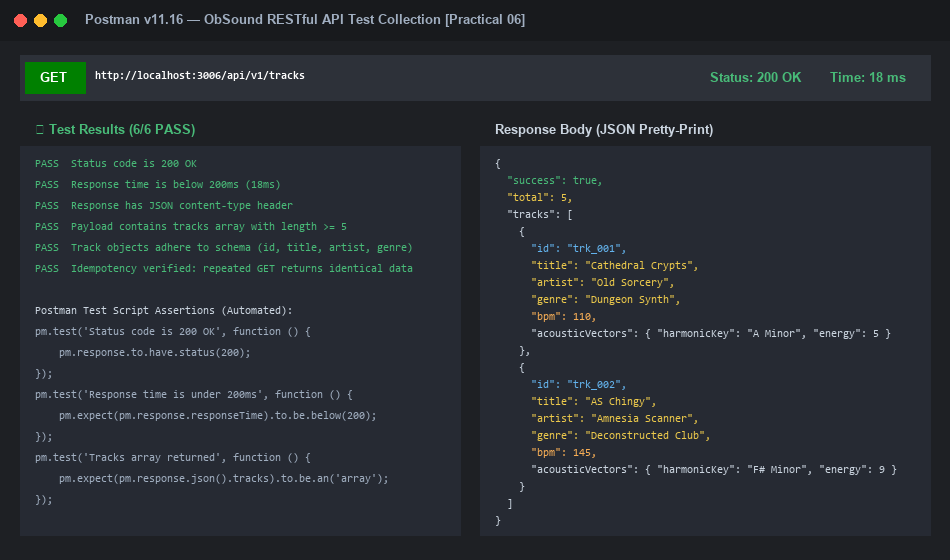 Postman v11.16 — ObSound RESTful API Test Collection [Practical 06]
GET http://localhost:3006/api/v1/tracks Status: 200 OK Time: 18 ms
Test Results (6/6 PASS)
PASS  Status code is 200 OK
PASS  Response time is below 200ms (18ms)
PASS  Response has JSON content-type header
PASS  Payload contains tracks array with length >= 5
PASS  Track objects adhere to schema (id, title, artist, genre)
PASS  Idempotency verified: repeated GET returns identical data
Postman Test Script Assertions (Automated):
pm.test('Status code is 200 OK', function () {
    pm.response.to.have.status(200);
});
pm.test('Response time is under 200ms', function () {
    pm.expect(pm.response.responseTime).to.be.below(200);
});
pm.test('Tracks array returned', function () {
    pm.expect(pm.response.json().tracks).to.be.an('array');
});
Response Body (JSON Pretty-Print)
{
  "success": true,
  "total": 5,
  "tracks": [
    {
      "id": "trk_001",
      "title": "Cathedral Crypts",
      "artist": "Old Sorcery",
      "genre": "Dungeon Synth",
      "bpm": 110,
      "acousticVectors": { "harmonicKey": "A Minor", "energy": 5 }
    },
    {
      "id": "trk_002",
      "title": "AS Chingy",
      "artist": "Amnesia Scanner",
      "genre": "Deconstructed Club",
      "bpm": 145,
      "acousticVectors": { "harmonicKey": "F# Minor", "energy": 9 }
    }
  ]
}